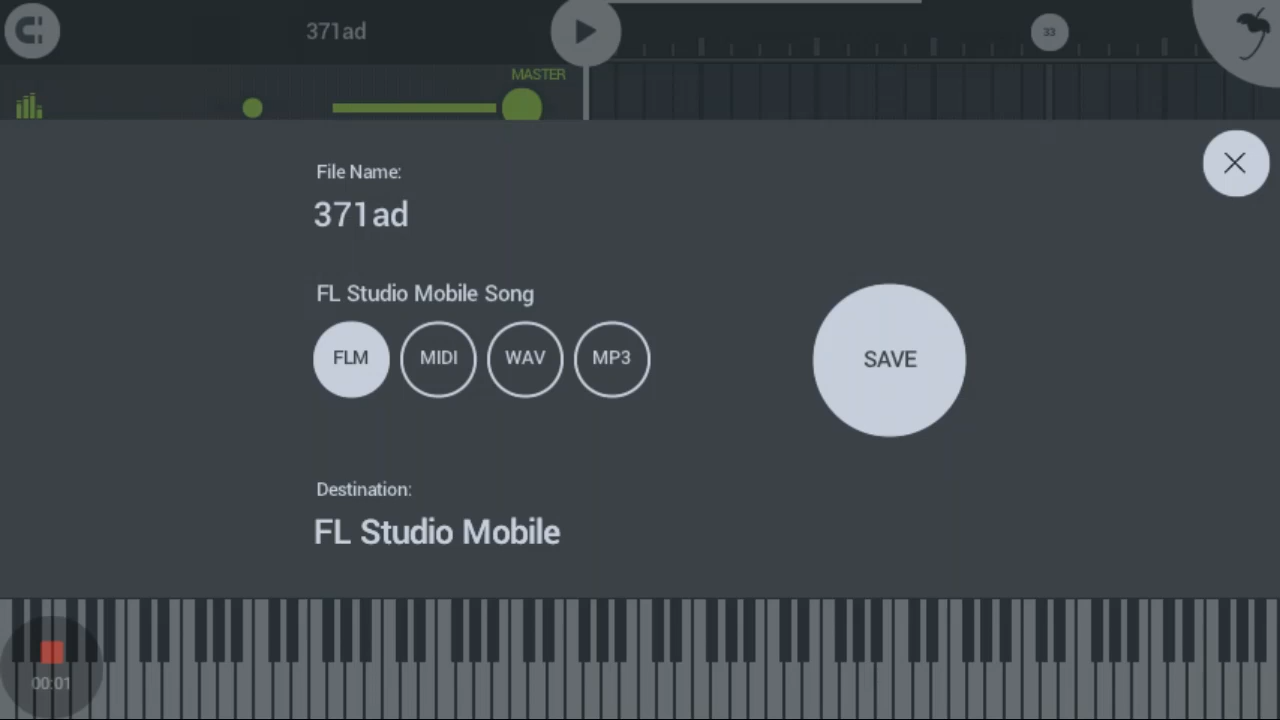 371ad
33
MASTER
File Name:
371ad
FL Studio Mobile Song
FLM MIDI WAV MP3
SAVE
Destination:
FL Studio Mobile
00:01